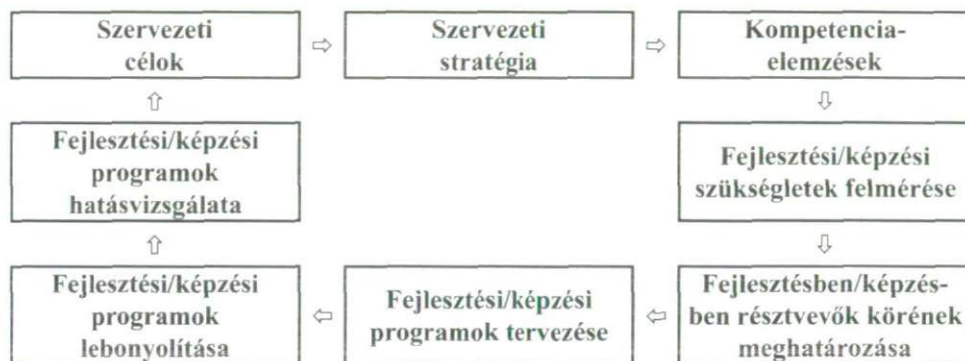 Szervezeti
célok
Szervezeti
stratégia
Kompetencia-
elemzések
Fejlesztési/képzési
szükségletek felmérése
Fejlesztésben/képzés-
ben résztvevők körének
meghatározása
Fejlesztési/képzési
programok tervezése
Fejlesztési/képzési
programok
lebonyolítása
Fejlesztési/képzési
programok
hatásvizsgálata